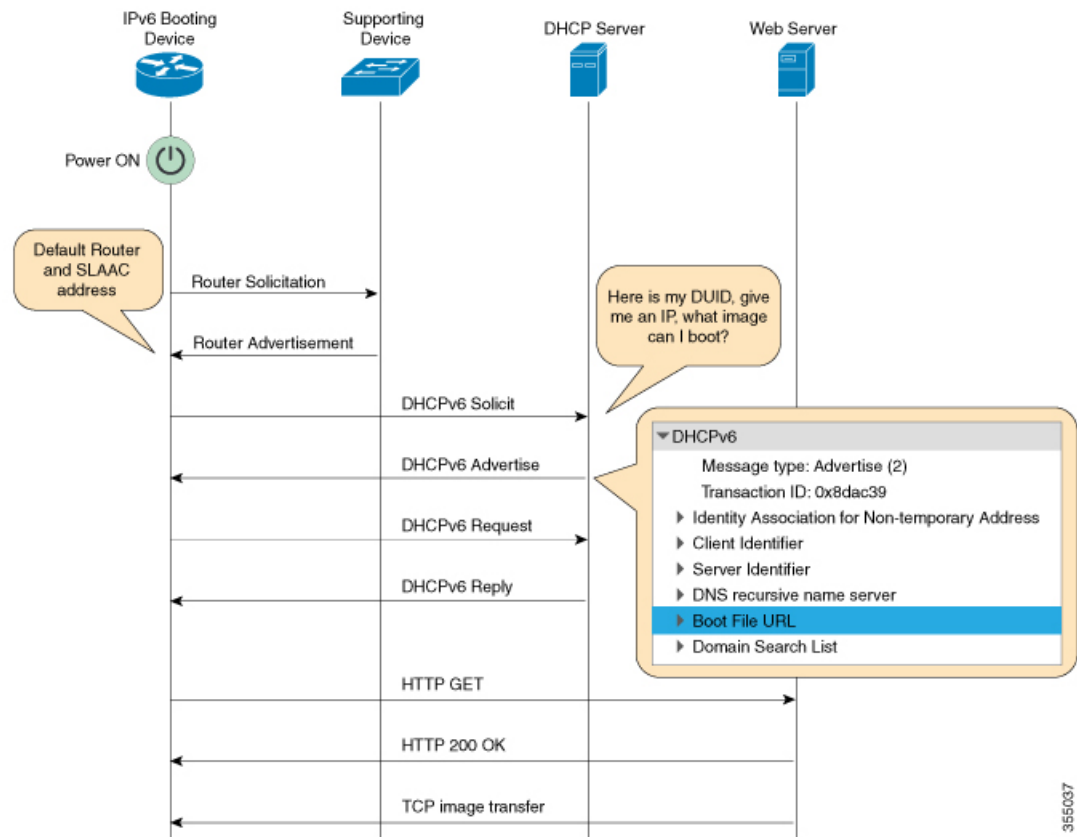 IPv6 Booting
Device
Supporting
Device
DHCP Server
Web Server
Power ON
Default Router
and SLAAC
address
Router Solicitation
Router Advertisement
Here is my DUID, give
me an IP, what image
can I boot?
DHCPv6 Solicit
DHCPv6 Advertise
DHCPv6 Request
DHCPv6 Reply
DHCPv6
Message type: Advertise (2)
Transaction ID: 0x8dac39
Identity Association for Non-temporary Address
Client Identifier
Server Identifier
DNS recursive name server
Boot File URL
Domain Search List
HTTP GET
HTTP 200 OK
TCP image transfer
355037